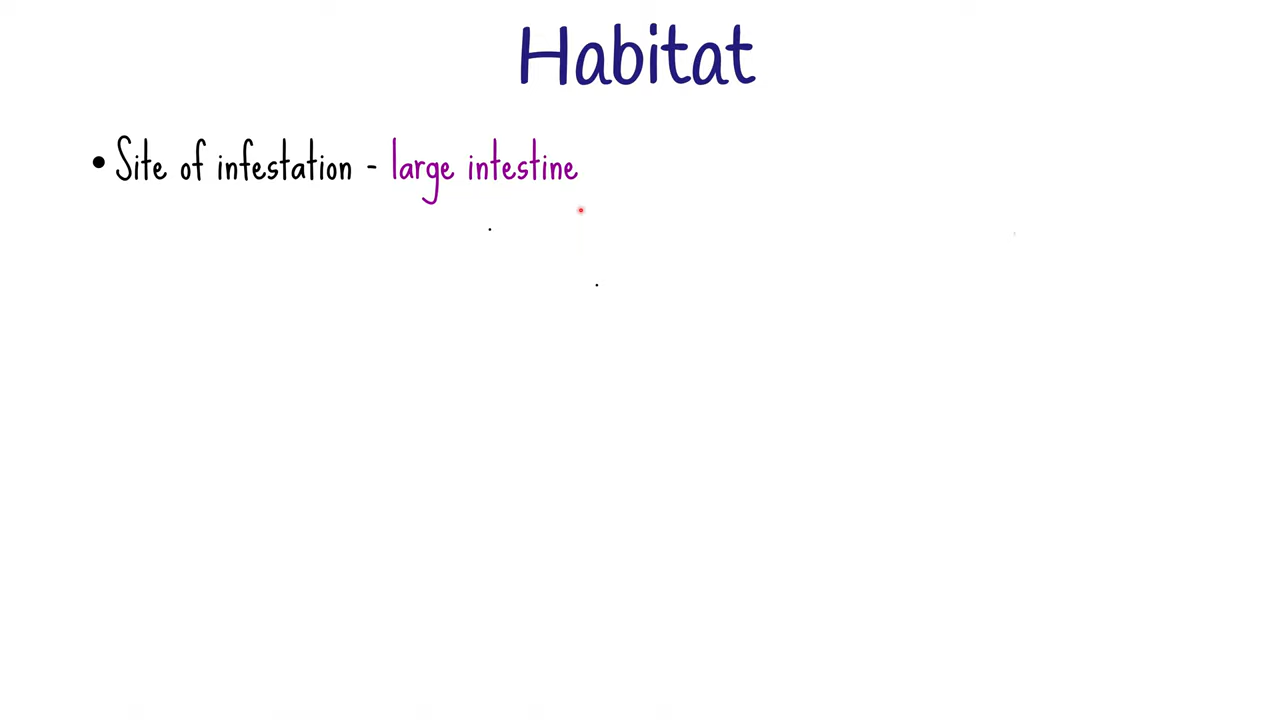 Habitat
• Site of infestation - large intestine